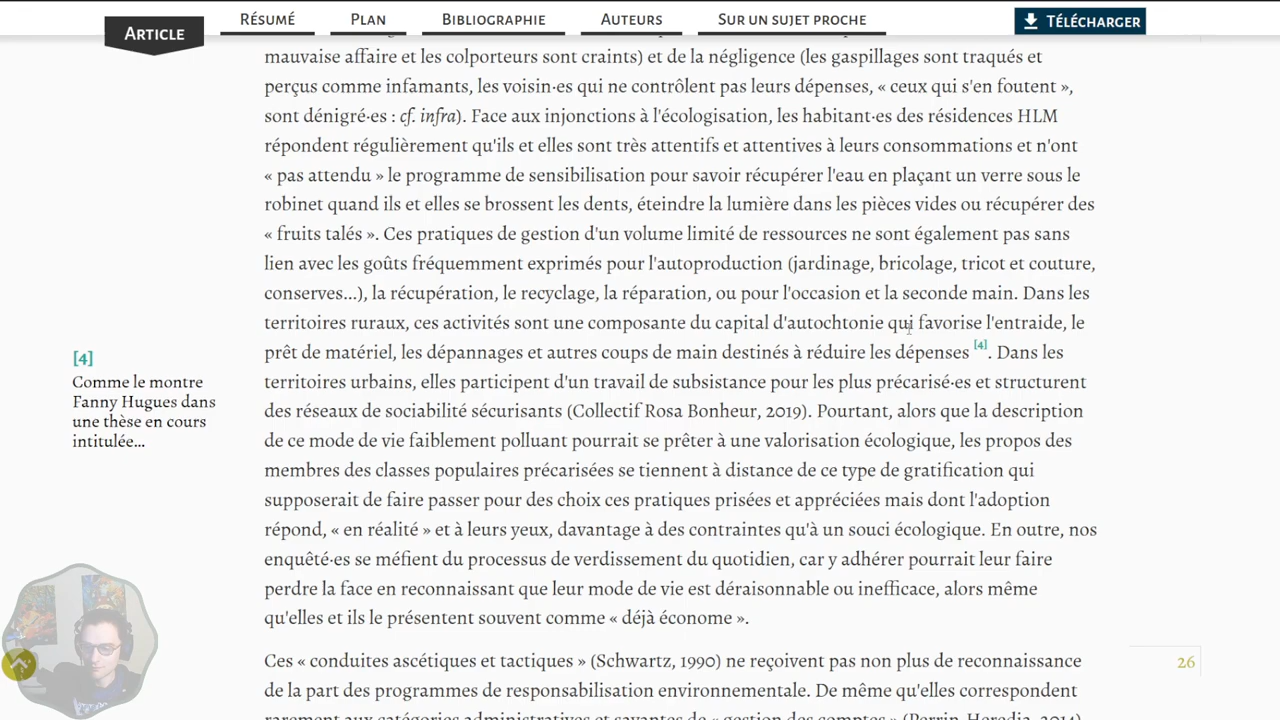 ARTICLE
RÉSUMÉ
PLAN
BIBLIOGRAPHIE
AUTEURS
SUR UN SUJET PROCHE
TÉLÉCHARGER
mauvaise affaire et les colporteurs sont craints) et de la négligence (les gaspillages sont traqués et
perçus comme infamants, les voisin·es qui ne contrôlent pas leurs dépenses, « ceux qui s'en foutent »,
sont dénigré·es : cf. infra). Face aux injonctions à l'écologisation, les habitant·es des résidences HLM
répondent régulièrement qu'ils et elles sont très attentifs et attentives à leurs consommations et n'ont
« pas attendu » le programme de sensibilisation pour savoir récupérer l'eau en plaçant un verre sous le
robinet quand ils et elles se brossent les dents, éteindre la lumière dans les pièces vides ou récupérer des
« fruits talés ». Ces pratiques de gestion d'un volume limité de ressources ne sont également pas sans
lien avec les goûts fréquemment exprimés pour l'autoproduction (jardinage, bricolage, tricot et couture,
conserves…), la récupération, le recyclage, la réparation, ou pour l'occasion et la seconde main. Dans les
territoires ruraux, ces activités sont une composante du capital d'autochtonie qui favorise l'entraide, le
prêt de matériel, les dépannages et autres coups de main destinés à réduire les dépenses [4]. Dans les
territoires urbains, elles participent d'un travail de subsistance pour les plus précarisé·es et structurent
des réseaux de sociabilité sécurisants (Collectif Rosa Bonheur, 2019). Pourtant, alors que la description
de ce mode de vie faiblement polluant pourrait se prêter à une valorisation écologique, les propos des
membres des classes populaires précarisées se tiennent à distance de ce type de gratification qui
supposerait de faire passer pour des choix ces pratiques prisées et appréciées mais dont l'adoption
répond, « en réalité » et à leurs yeux, davantage à des contraintes qu'à un souci écologique. En outre, nos
enquêté·es se méfient du processus de verdissement du quotidien, car y adhérer pourrait leur faire
perdre la face en reconnaissant que leur mode de vie est déraisonnable ou inefficace, alors même
qu'elles et ils le présentent souvent comme « déjà économe ».
[4]
Comme le montre
Fanny Hugues dans
une thèse en cours
intitulée…
Ces « conduites ascétiques et tactiques » (Schwartz, 1990) ne reçoivent pas non plus de reconnaissance
26
de la part des programmes de responsabilisation environnementale. De même qu'elles correspondent
rarement aux catégories administratives et savantes de « gestion des comptes » (Perrin-Heredia, 2014),